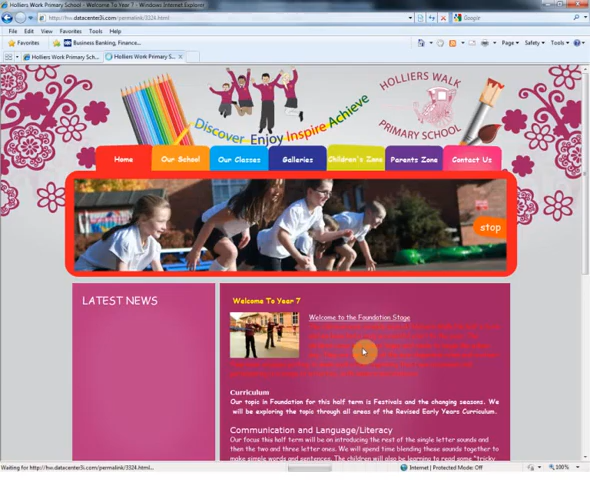 Holliers Work Primary School - Welcome To Year 7 - Windows Internet Explorer
http://hw.datacenter3i.com/permalink/3324.html
Google
File Edit View Favorites Tools Help
Favorites Business Banking, Finance...
Holliers Work Primary Sch... Holliers Work Primary S... Page Safety Tools
HOLLIERS WALK
PRIMARY SCHOOL
Discover Enjoy Inspire Achieve
Home Our School Our Classes Galleries Children's Zone Parents Zone Contact Us
stop
LATEST NEWS
Welcome To Year 7
Welcome to the Foundation Stage
Curriculum
Our topic in Foundation for this half term is Festivals and the changing seasons. We
will be exploring the topic through all areas of the Revised Early Years Curriculum.
Communication and Language/Literacy
Our focus this half term will be on introducing the rest of the single letter sounds and
then the two and three letter ones. We will spend time blending these sounds together to
make simple words and sentences. The children will also be learning to read some "tricky
Waiting for http://hw.datacenter3i.com/permalink/3324.html...
Internet | Protected Mode: Off
100%